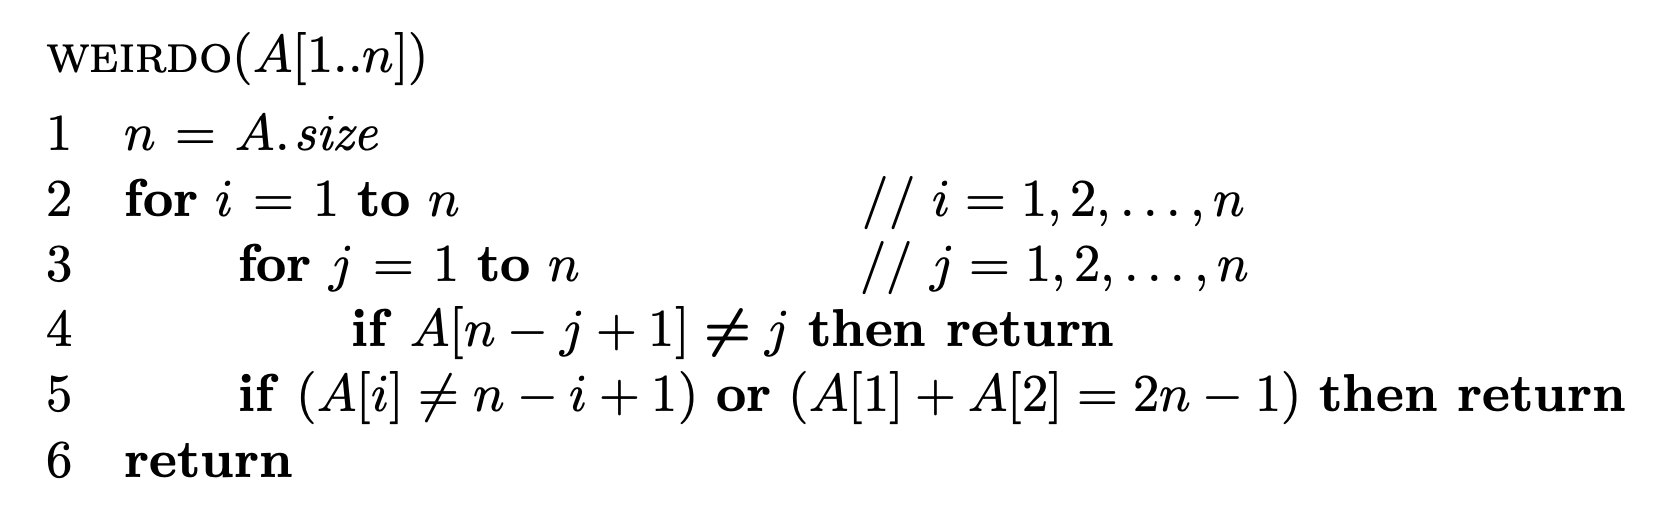 WEIRDO(A[1..n])
1 n = A.size
2 for i = 1 to n // i = 1, 2, . . . , n
3 for j = 1 to n // j = 1, 2, . . . , n
4 if A[n − j + 1] ≠ j then return
5 if (A[i] ≠ n − i + 1) or (A[1] + A[2] = 2n − 1) then return
6 return